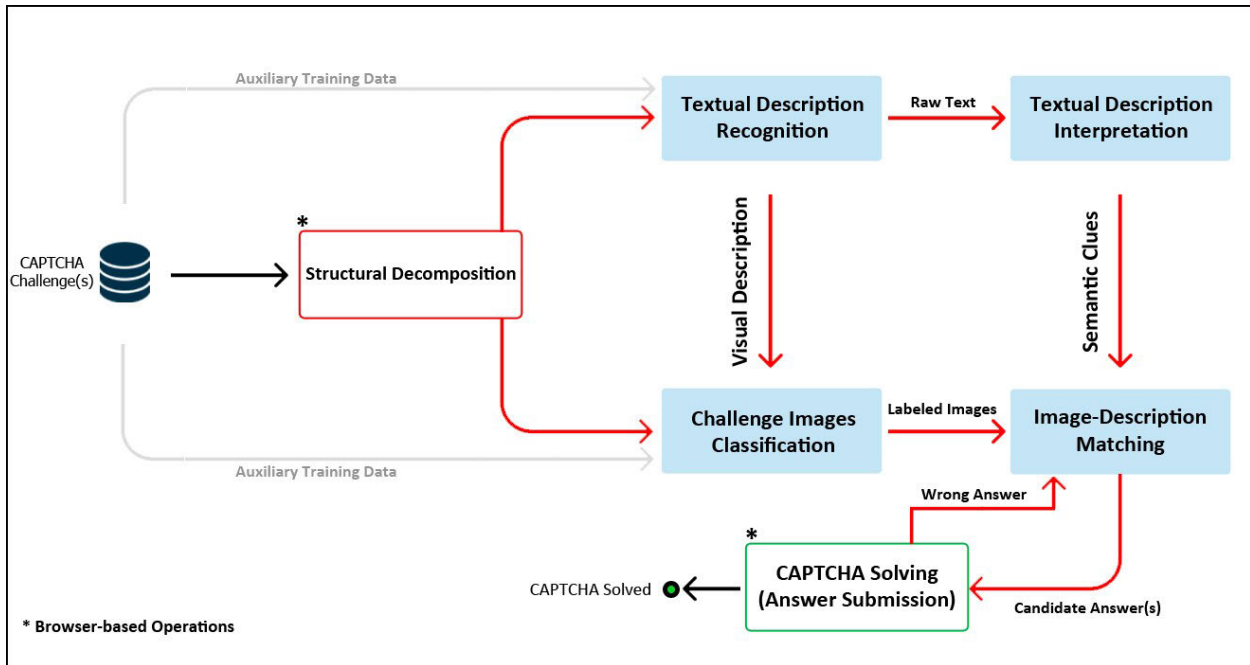 Auxiliary Training Data
Textual Description
Recognition
Raw Text
Textual Description
Interpretation
*
CAPTCHA
Challenge(s)
Structural Decomposition
Visual Description
Semantic Clues
Challenge Images
Classification
Labeled Images
Image-Description
Matching
Auxiliary Training Data
Wrong Answer
*
CAPTCHA Solving
(Answer Submission)
CAPTCHA Solved
Candidate Answer(s)
* Browser-based Operations